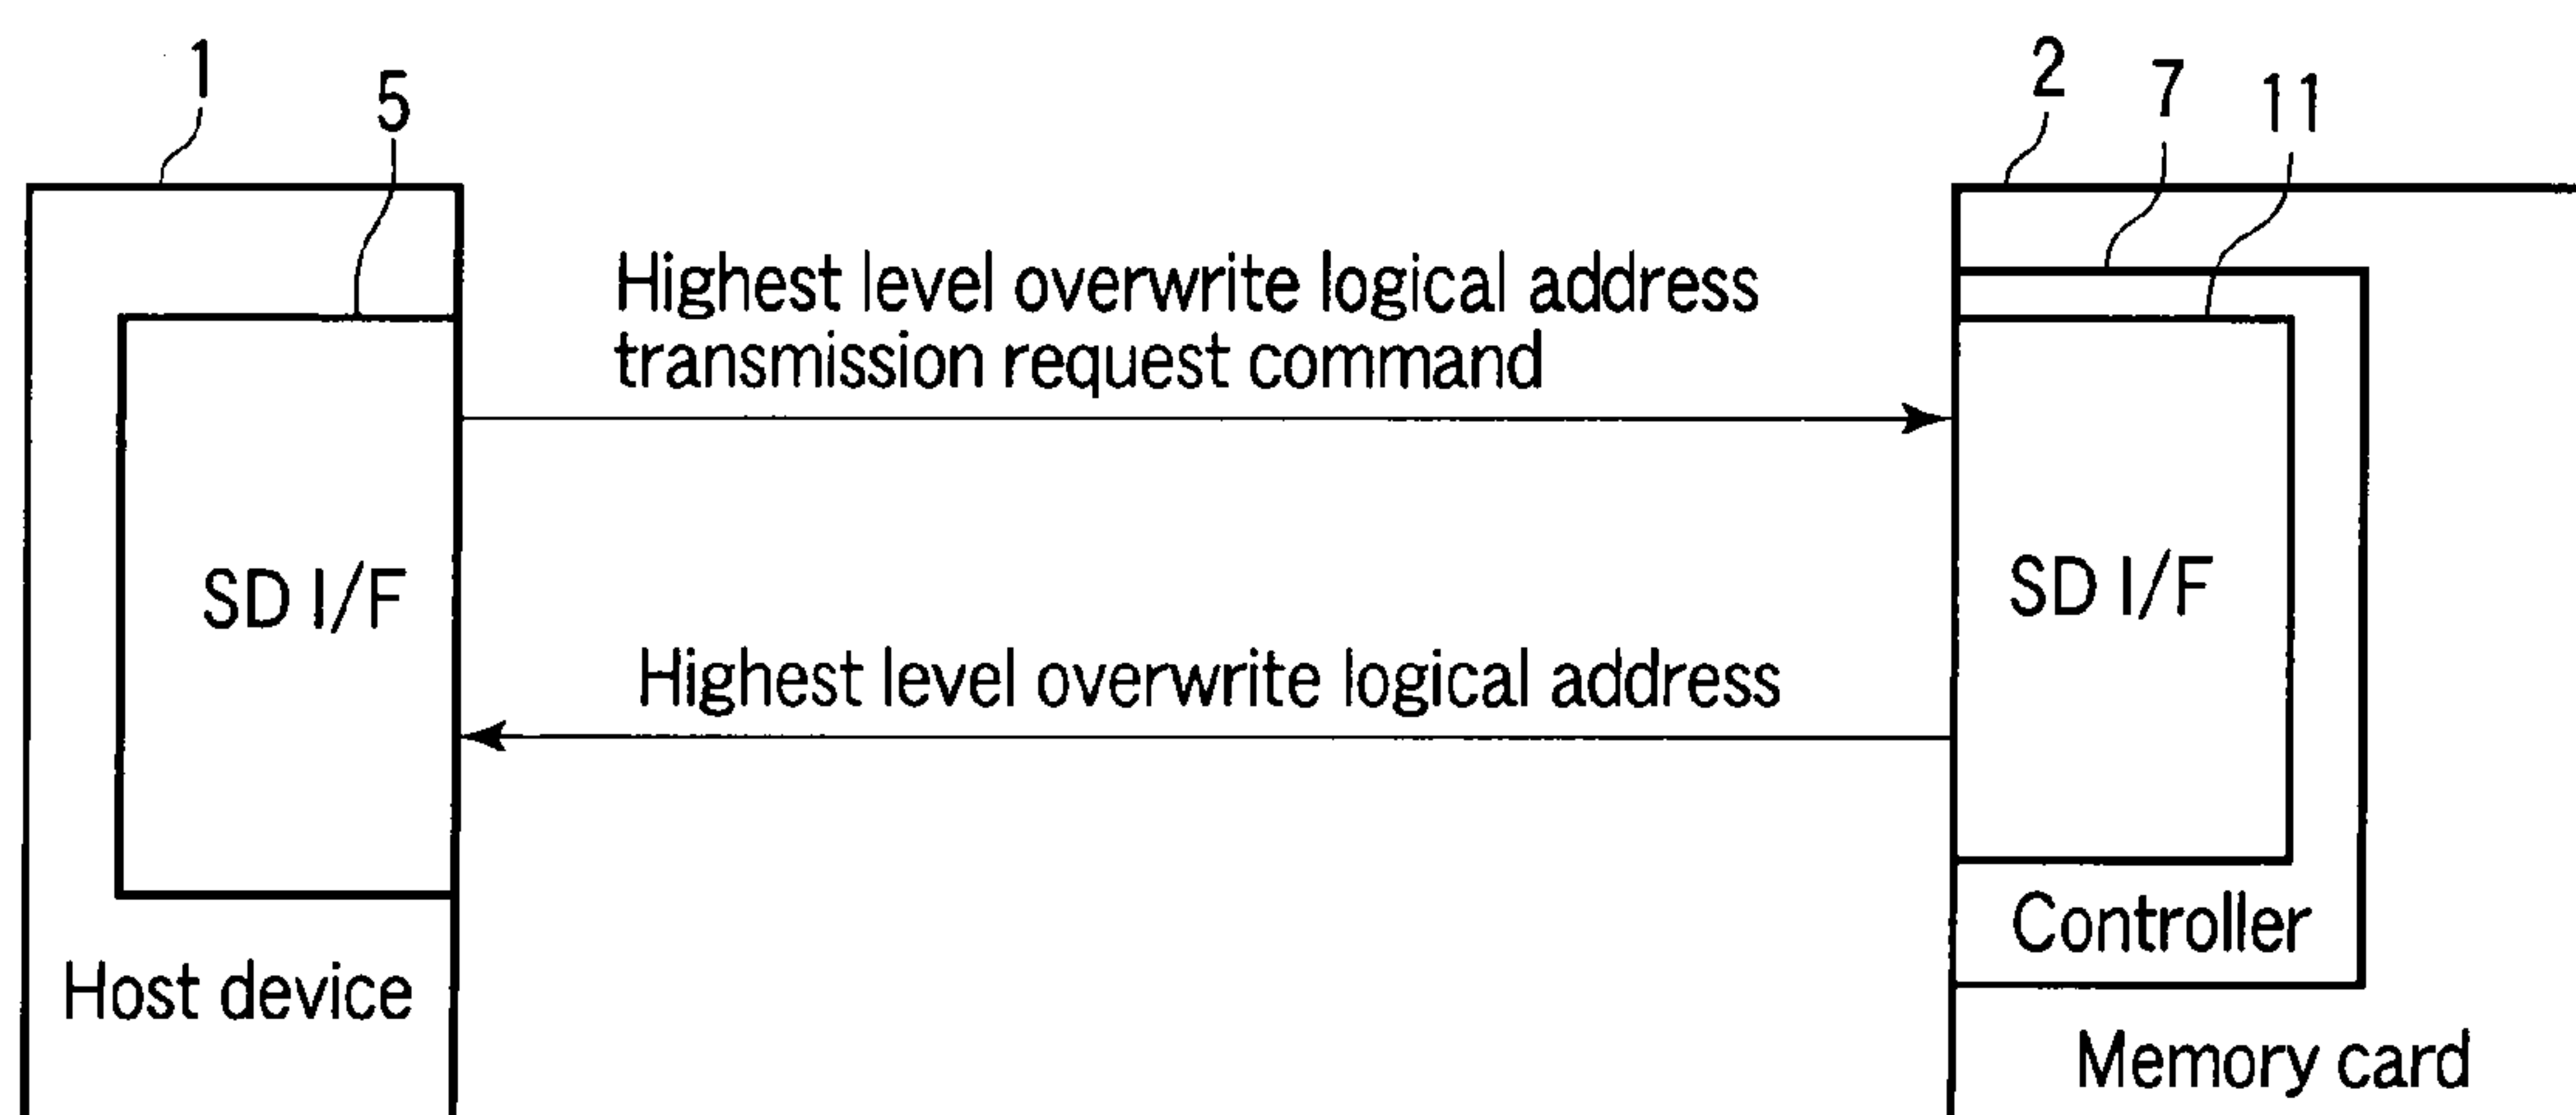 1
5
2
7
11
Highest level overwrite logical address
transmission request command
SD I/F
SD I/F
Highest level overwrite logical address
Controller
Host device
Memory card